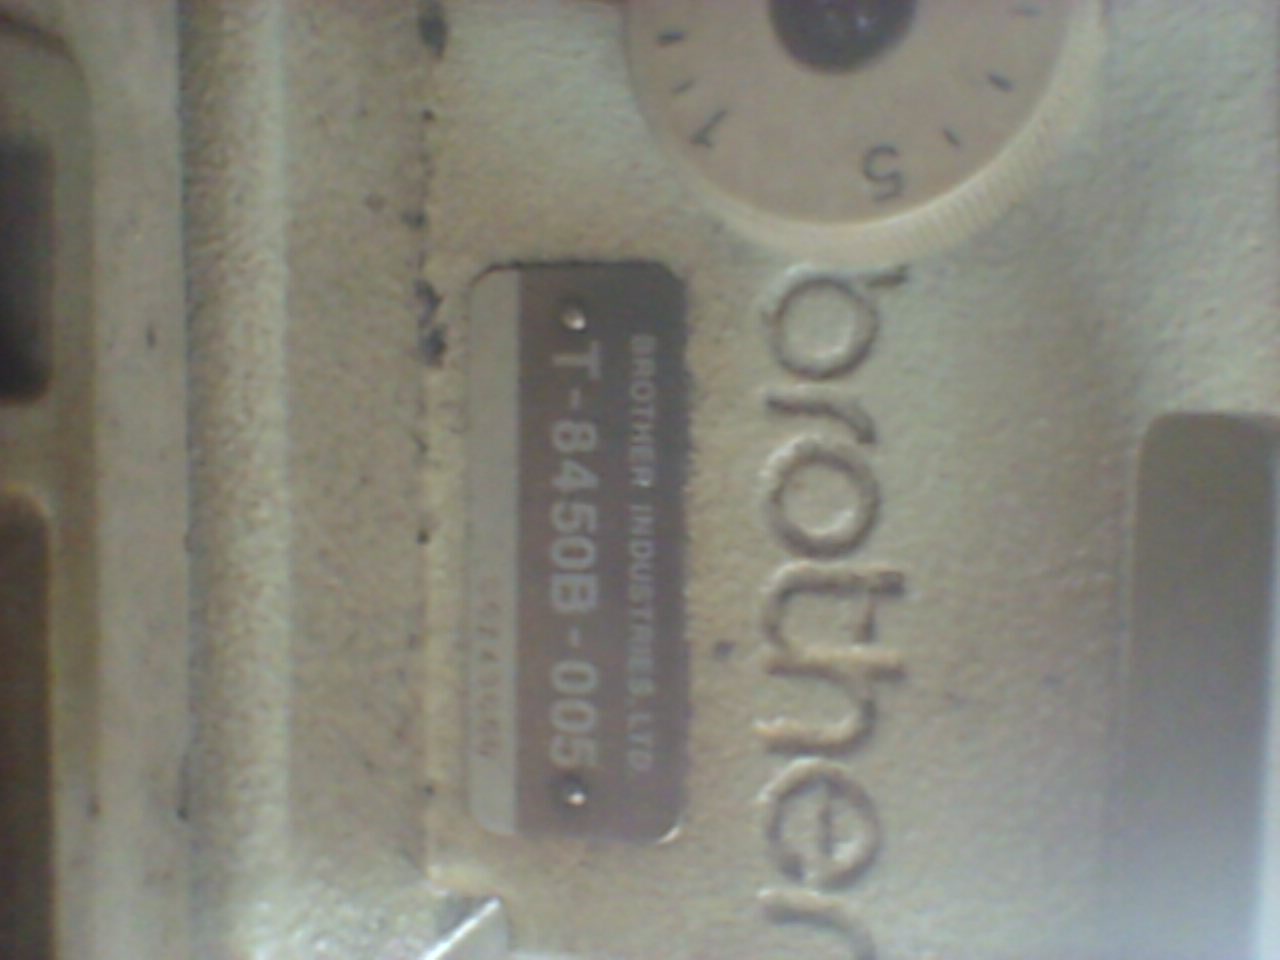 5
brother
BROTHER INDUSTRIES, LTD.
T-8450B-005